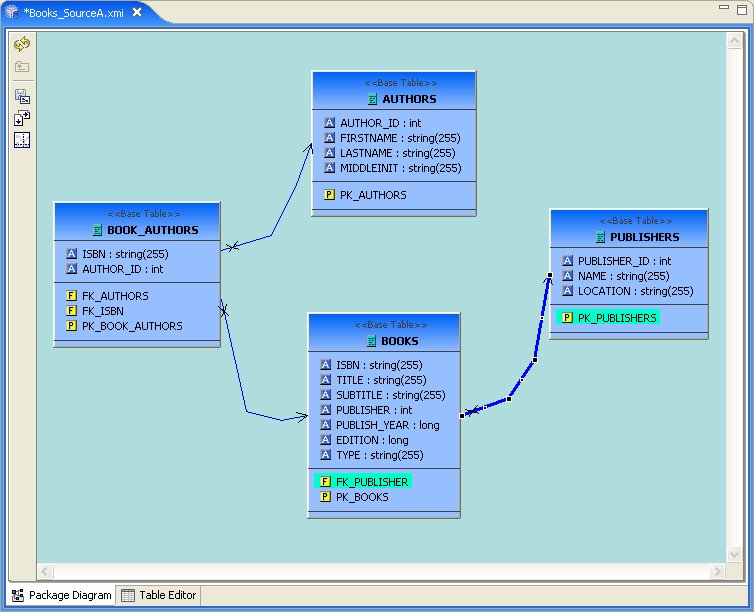 *Books_SourceA.xmi
<<Base Table>>
AUTHORS
AUTHOR_ID : int
FIRSTNAME : string(255)
LASTNAME : string(255)
MIDDLEINIT : string(255)
PK_AUTHORS
<<Base Table>>
BOOK_AUTHORS
ISBN : string(255)
AUTHOR_ID : int
FK_AUTHORS
FK_ISBN
PK_BOOK_AUTHORS
<<Base Table>>
PUBLISHERS
PUBLISHER_ID : int
NAME : string(255)
LOCATION : string(255)
PK_PUBLISHERS
<<Base Table>>
BOOKS
ISBN : string(255)
TITLE : string(255)
SUBTITLE : string(255)
PUBLISHER : int
PUBLISH_YEAR : long
EDITION : long
TYPE : string(255)
FK_PUBLISHER
PK_BOOKS
Package Diagram
Table Editor